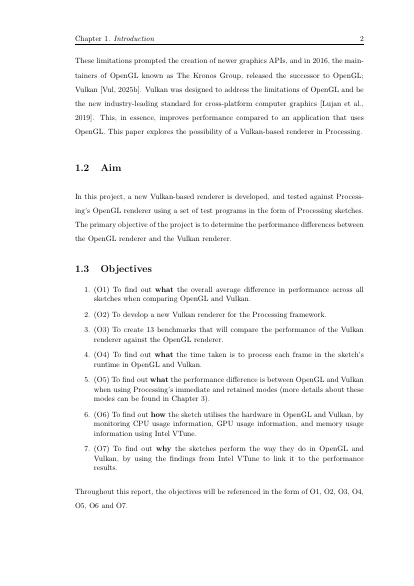 Chapter 1. Introduction 2
These limitations prompted the creation of newer graphics APIs, and in 2016, the main-
tainers of OpenGL known as The Kronos Group, released the successor to OpenGL;
Vulkan [Vul, 2025b]. Vulkan was designed to address the limitations of OpenGL and be
the new industry-leading standard for cross-platform computer graphics [Lujan et al.,
2019]. This, in essence, improves performance compared to an application that uses
OpenGL. This paper explores the possibility of a Vulkan-based renderer in Processing.
1.2 Aim
In this project, a new Vulkan-based renderer is developed, and tested against Process-
ing's OpenGL renderer using a set of test programs in the form of Processing sketches.
The primary objective of the project is to determine the performance differences between
the OpenGL renderer and the Vulkan renderer.
1.3 Objectives
1. (O1) To find out what the overall average difference in performance across all
sketches when comparing OpenGL and Vulkan.
2. (O2) To develop a new Vulkan renderer for the Processing framework.
3. (O3) To create 13 benchmarks that will compare the performance of the Vulkan
renderer against the OpenGL renderer.
4. (O4) To find out what the time taken is to process each frame in the sketch's
runtime in OpenGL and Vulkan.
5. (O5) To find out what the performance difference is between OpenGL and Vulkan
when using Processing's immediate and retained modes (more details about these
modes can be found in Chapter 3).
6. (O6) To find out how the sketch utilises the hardware in OpenGL and Vulkan, by
monitoring CPU usage information, GPU usage information, and memory usage
information using Intel VTune.
7. (O7) To find out why the sketches perform the way they do in OpenGL and
Vulkan, by using the findings from Intel VTune to link it to the performance
results.
Throughout this report, the objectives will be referenced in the form of O1, O2, O3, O4,
O5, O6 and O7.